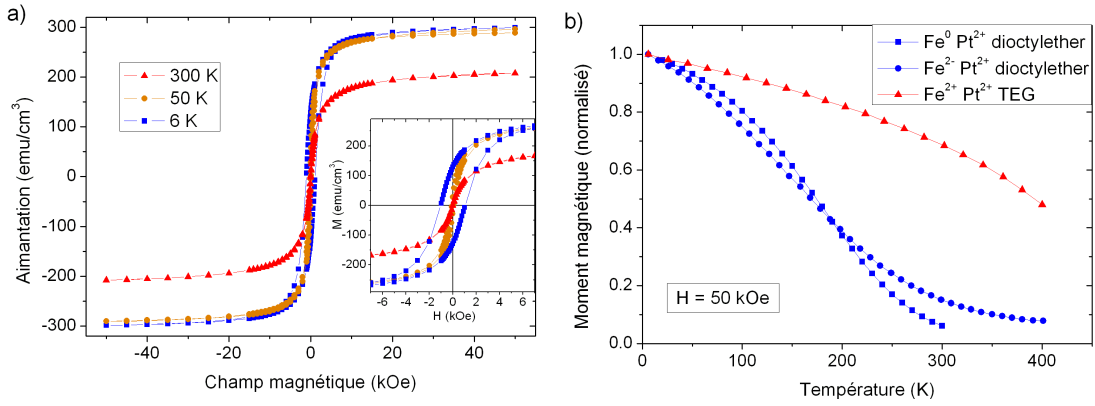 a)
300
200
100
0
-100
-200
-300
-40
-20
0
20
40
Aimantation (emu/cm³)
Champ magnétique (kOe)
300 K
50 K
6 K
200
100
0
-100
-200
-6
-4
-2
0
2
4
6
M (emu/cm³)
H (kOe)
b)
1.0
0.8
0.6
0.4
0.2
0.0
0
100
200
300
400
Moment magnétique (normalisé)
Température (K)
Fe⁰ Pt²⁺ dioctylether
Fe²⁻ Pt²⁺ dioctylether
Fe²⁺ Pt²⁺ TEG
H = 50 kOe